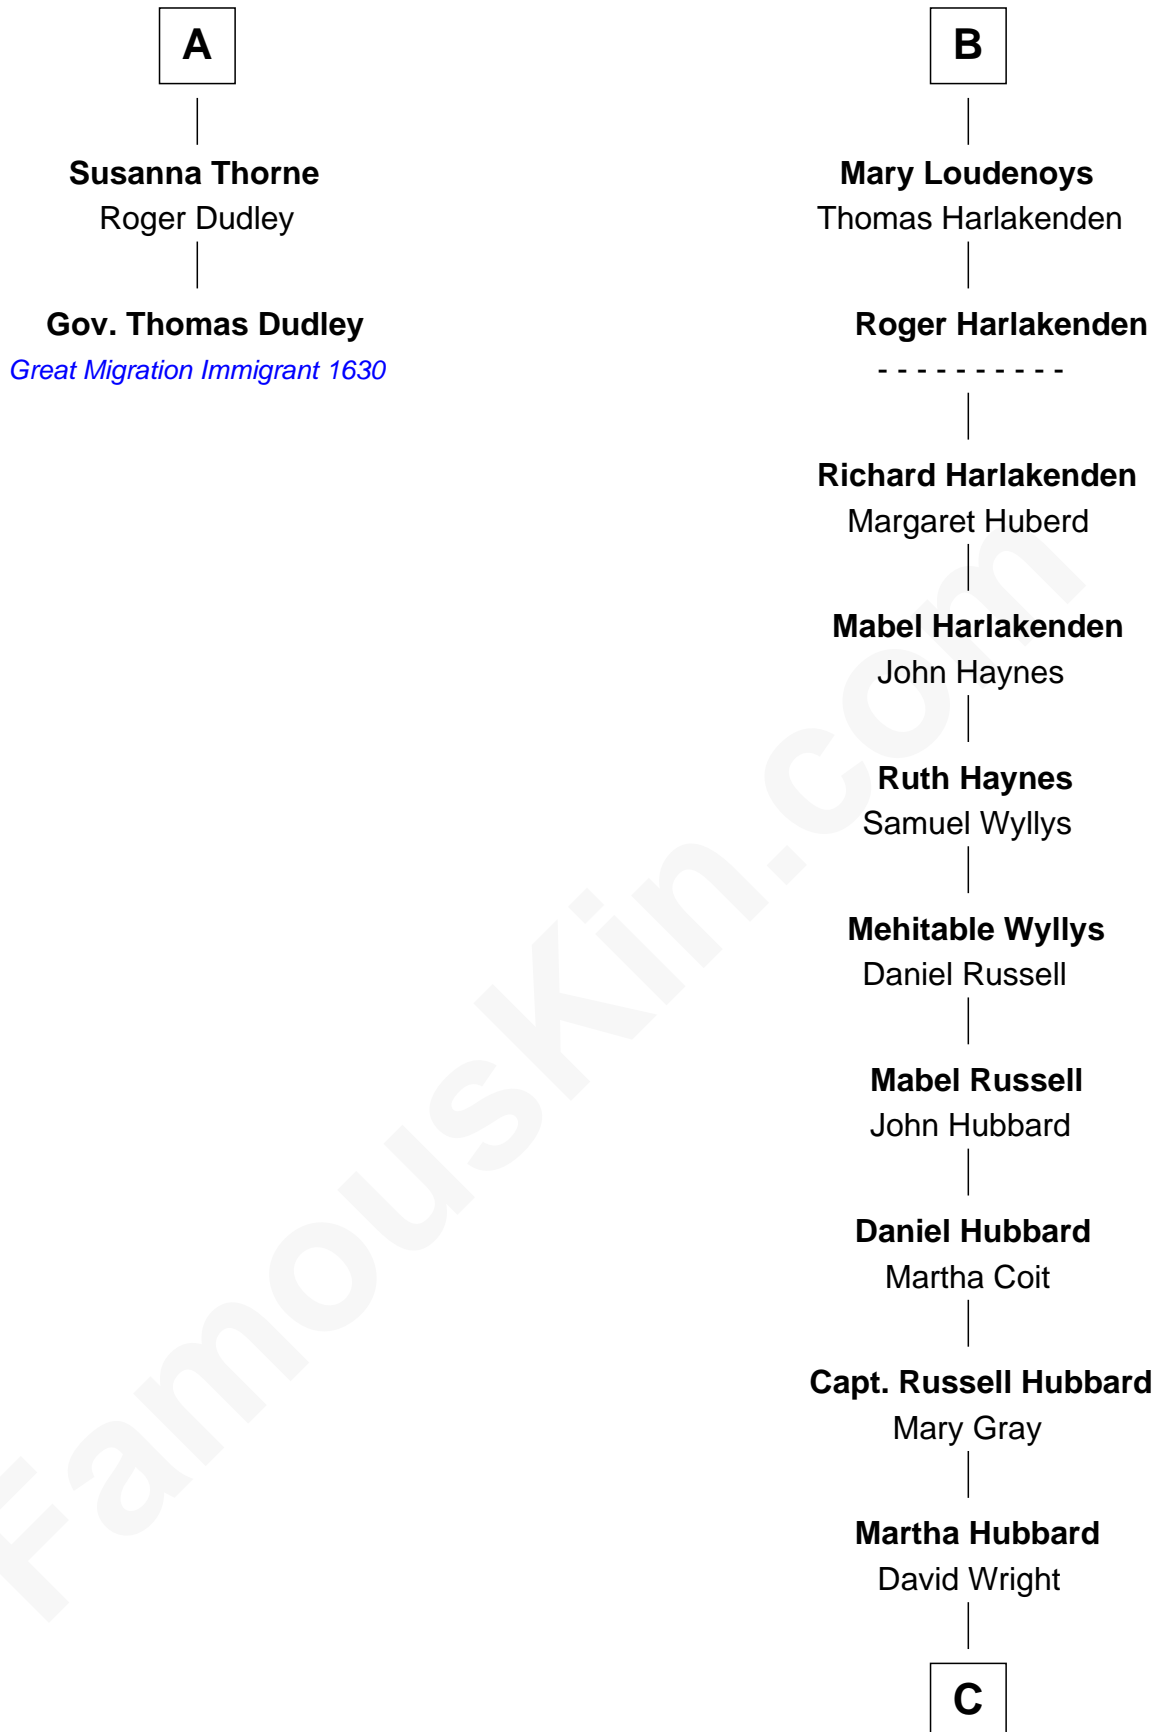 A
Susanna Thorne
Roger Dudley
Gov. Thomas Dudley
Great Migration Immigrant 1630
B
Mary Loudenoys
Thomas Harlakenden
Roger Harlakenden
- - - - - - - - - -
Richard Harlakenden
Margaret Huberd
Mabel Harlakenden
John Haynes
Ruth Haynes
Samuel Wyllys
Mehitable Wyllys
Daniel Russell
Mabel Russell
John Hubbard
Daniel Hubbard
Martha Coit
Capt. Russell Hubbard
Mary Gray
Martha Hubbard
David Wright
C
FamousKin.com